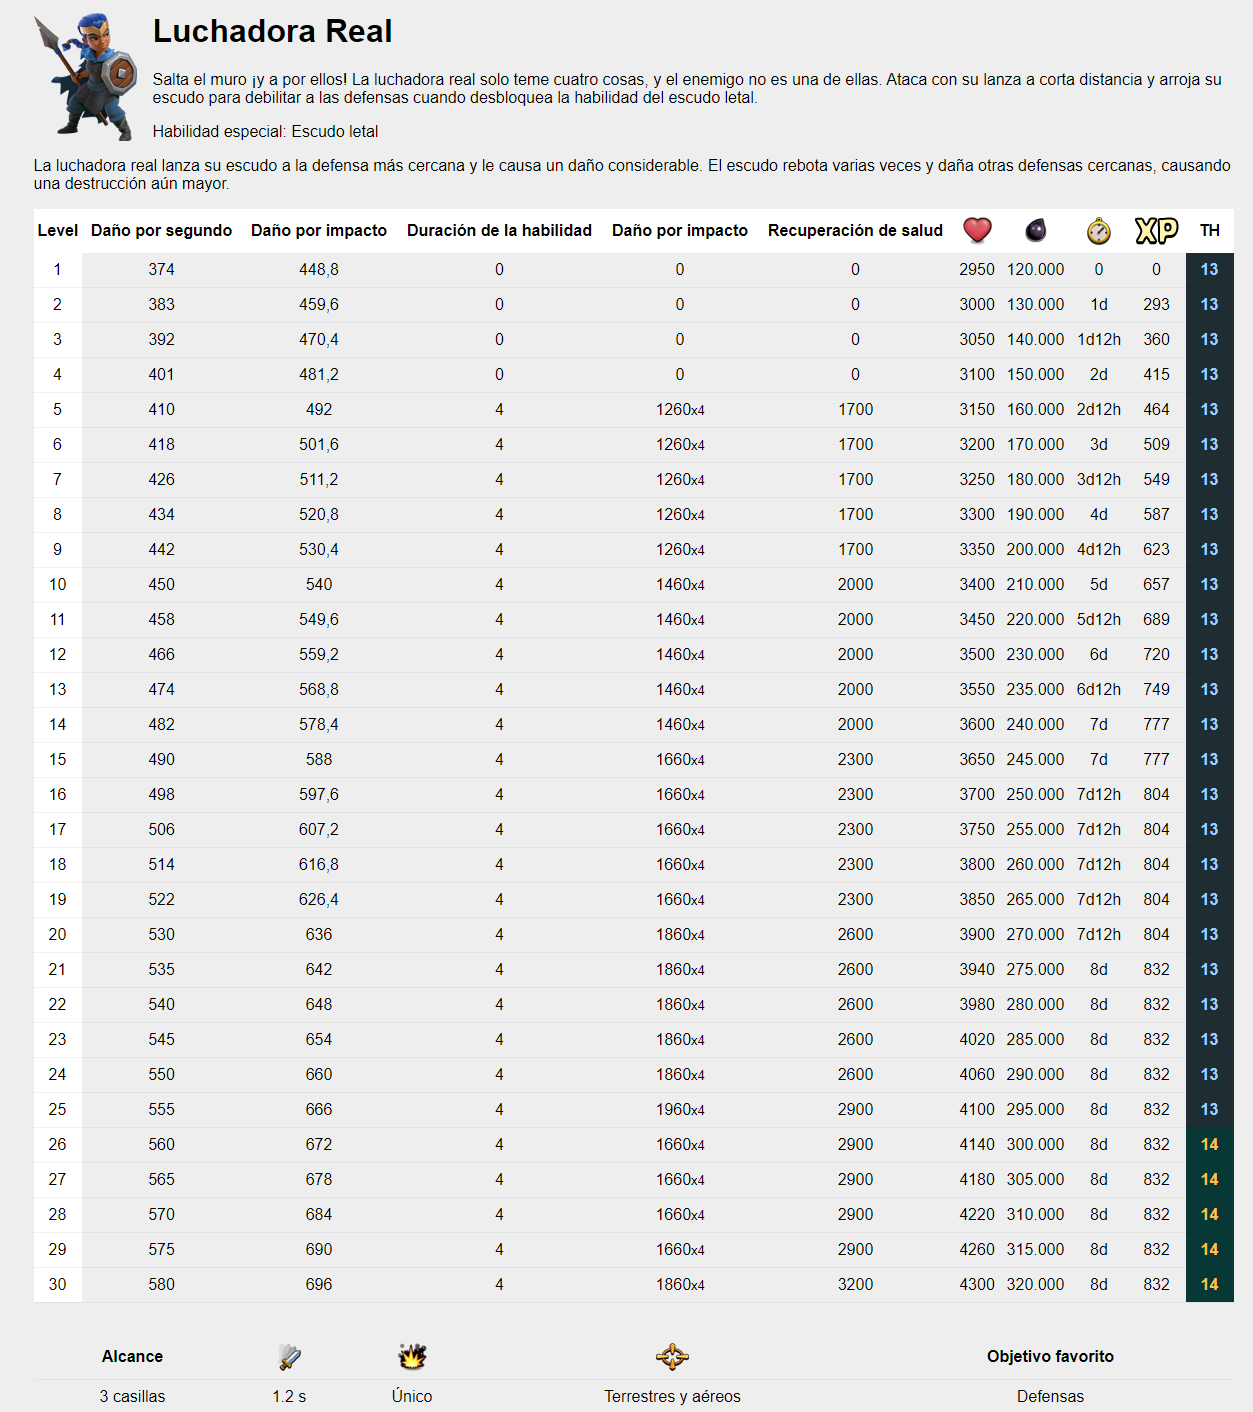 Luchadora Real
Salta el muro ¡y a por ellos! La luchadora real solo teme cuatro cosas, y el enemigo no es una de ellas. Ataca con su lanza a corta distancia y arroja su
escudo para debilitar a las defensas cuando desbloquea la habilidad del escudo letal.
Habilidad especial: Escudo letal
La luchadora real lanza su escudo a la defensa más cercana y le causa un daño considerable. El escudo rebota varias veces y daña otras defensas cercanas, causando
una destrucción aún mayor.
Level Daño por segundo Daño por impacto Duración de la habilidad Daño por impacto Recuperación de salud XP TH
1 374 448,8 0 0 0 2950 120.000 0 0 13
2 383 459,6 0 0 0 3000 130.000 1d 293 13
3 392 470,4 0 0 0 3050 140.000 1d12h 360 13
4 401 481,2 0 0 0 3100 150.000 2d 415 13
5 410 492 4 1260x4 1700 3150 160.000 2d12h 464 13
6 418 501,6 4 1260x4 1700 3200 170.000 3d 509 13
7 426 511,2 4 1260x4 1700 3250 180.000 3d12h 549 13
8 434 520,8 4 1260x4 1700 3300 190.000 4d 587 13
9 442 530,4 4 1260x4 1700 3350 200.000 4d12h 623 13
10 450 540 4 1460x4 2000 3400 210.000 5d 657 13
11 458 549,6 4 1460x4 2000 3450 220.000 5d12h 689 13
12 466 559,2 4 1460x4 2000 3500 230.000 6d 720 13
13 474 568,8 4 1460x4 2000 3550 235.000 6d12h 749 13
14 482 578,4 4 1460x4 2000 3600 240.000 7d 777 13
15 490 588 4 1660x4 2300 3650 245.000 7d 777 13
16 498 597,6 4 1660x4 2300 3700 250.000 7d12h 804 13
17 506 607,2 4 1660x4 2300 3750 255.000 7d12h 804 13
18 514 616,8 4 1660x4 2300 3800 260.000 7d12h 804 13
19 522 626,4 4 1660x4 2300 3850 265.000 7d12h 804 13
20 530 636 4 1860x4 2600 3900 270.000 7d12h 804 13
21 535 642 4 1860x4 2600 3940 275.000 8d 832 13
22 540 648 4 1860x4 2600 3980 280.000 8d 832 13
23 545 654 4 1860x4 2600 4020 285.000 8d 832 13
24 550 660 4 1860x4 2600 4060 290.000 8d 832 13
25 555 666 4 1960x4 2900 4100 295.000 8d 832 13
26 560 672 4 1660x4 2900 4140 300.000 8d 832 14
27 565 678 4 1660x4 2900 4180 305.000 8d 832 14
28 570 684 4 1660x4 2900 4220 310.000 8d 832 14
29 575 690 4 1660x4 2900 4260 315.000 8d 832 14
30 580 696 4 1860x4 3200 4300 320.000 8d 832 14
Alcance Objetivo favorito
3 casillas 1.2 s Único Terrestres y aéreos Defensas